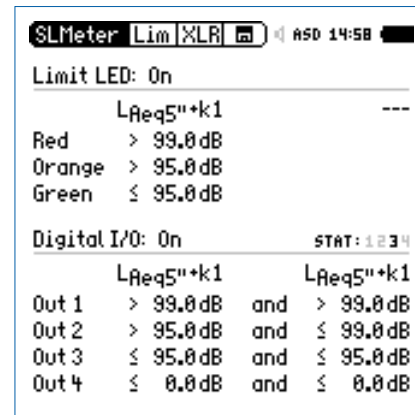 SLMeter Lim XLR ASD 14:58
Limit LED: On
LAeq5"+k1 ---
Red > 99.0dB
Orange > 95.0dB
Green ≤ 95.0dB
Digital I/O: On STAT: 1234
LAeq5"+k1 LAeq5"+k1
Out 1 > 99.0dB and > 99.0dB
Out 2 > 95.0dB and ≤ 99.0dB
Out 3 ≤ 95.0dB and ≤ 95.0dB
Out 4 ≤ 0.0dB and ≤ 0.0dB